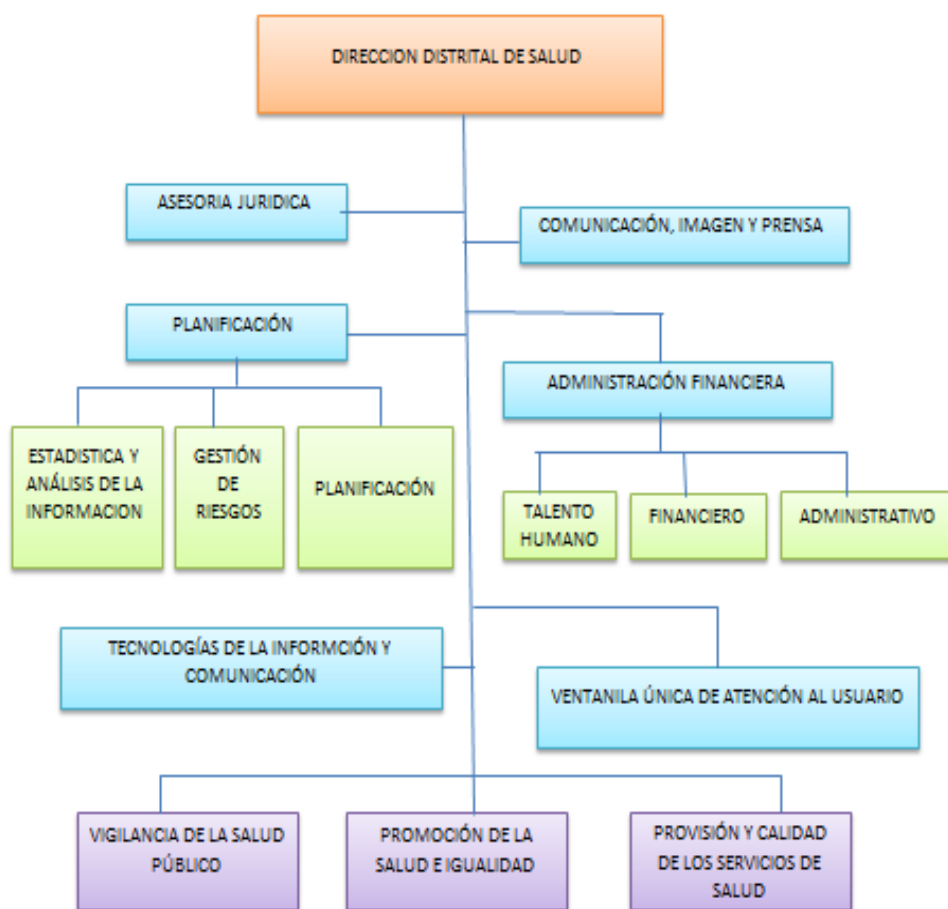 DIRECCION DISTRITAL DE SALUD
ASESORIA JURIDICA
COMUNICACIÓN, IMAGEN Y PRENSA
PLANIFICACIÓN
ADMINISTRACIÓN FINANCIERA
ESTADISTICA Y
ANÁLISIS DE LA
INFORMACION
GESTIÓN
DE
RIESGOS
PLANIFICACIÓN
TALENTO
HUMANO
FINANCIERO
ADMINISTRATIVO
TECNOLOGÍAS DE LA INFORMCIÓN Y
COMUNICACIÓN
VENTANILA ÚNICA DE ATENCIÓN AL USUARIO
VIGILANCIA DE LA SALUD
PÚBLICO
PROMOCIÓN DE LA
SALUD E IGUALDAD
PROVISIÓN Y CALIDAD
DE LOS SERVICIOS DE
SALUD